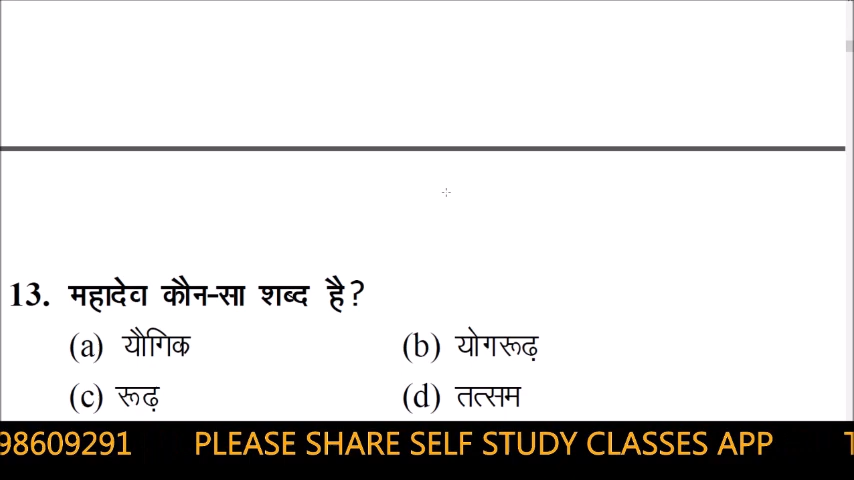 13. महादेव कौन-सा शब्द है?
(a) यौगिक (b) योगरूढ़
(c) रूढ़ (d) तत्सम
98609291 PLEASE SHARE SELF STUDY CLASSES APP T